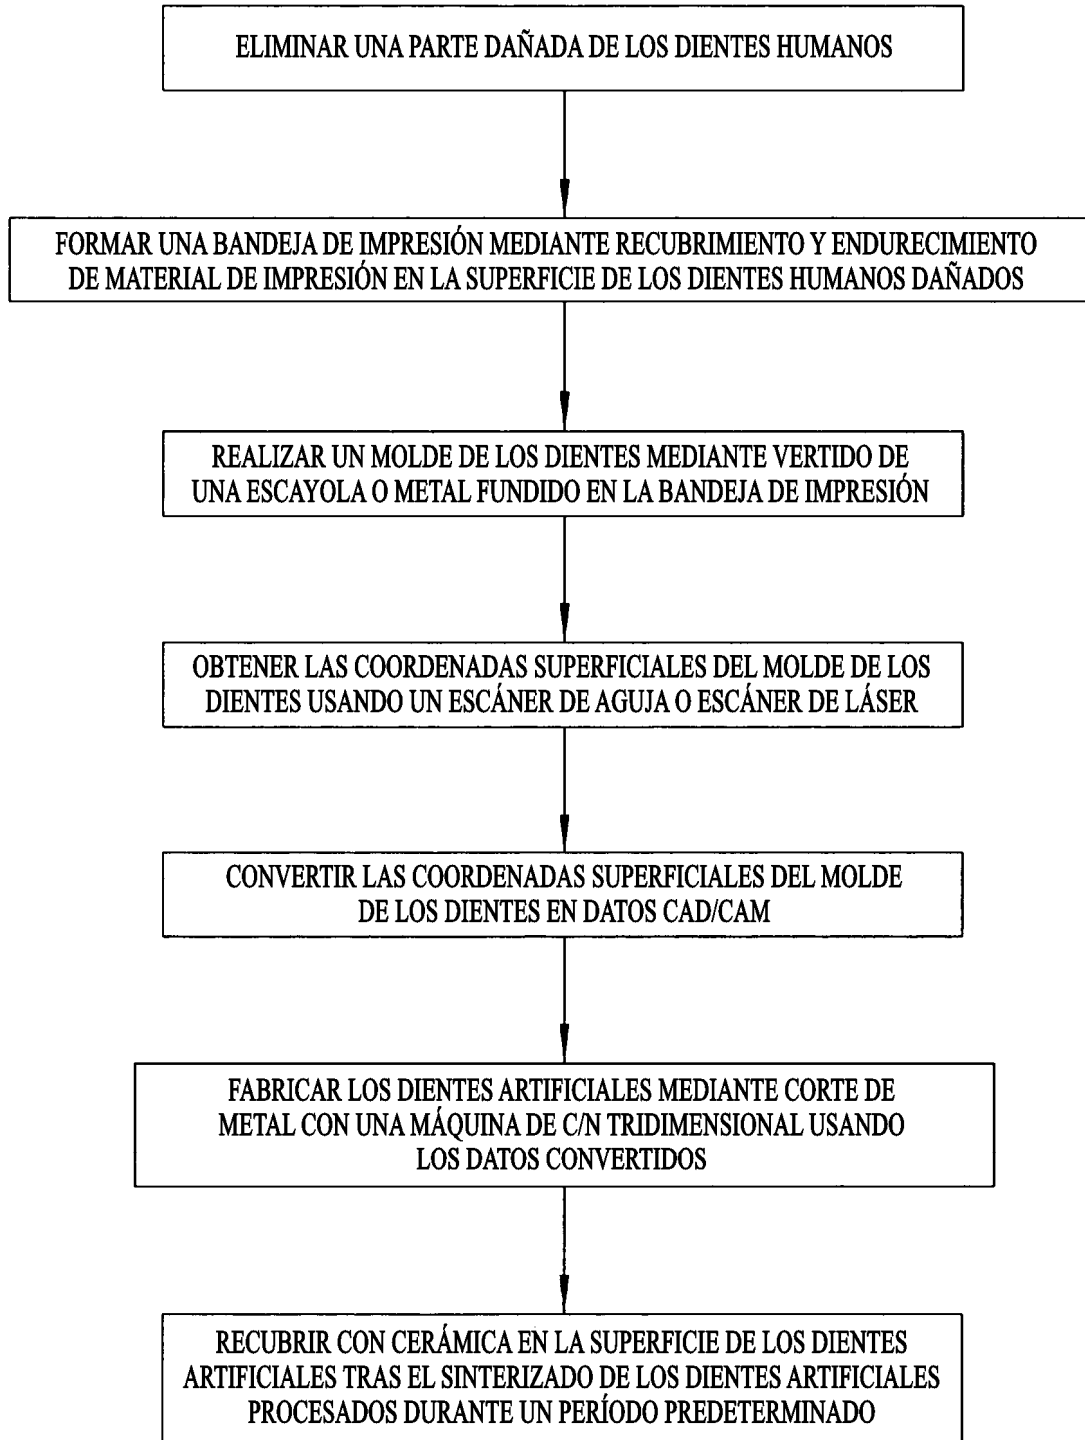 ELIMINAR UNA PARTE DAÑADA DE LOS DIENTES HUMANOS
FORMAR UNA BANDEJA DE IMPRESIÓN MEDIANTE RECUBRIMIENTO Y ENDURECIMIENTO
DE MATERIAL DE IMPRESIÓN EN LA SUPERFICIE DE LOS DIENTES HUMANOS DAÑADOS
REALIZAR UN MOLDE DE LOS DIENTES MEDIANTE VERTIDO DE
UNA ESCAYOLA O METAL FUNDIDO EN LA BANDEJA DE IMPRESIÓN
OBTENER LAS COORDENADAS SUPERFICIALES DEL MOLDE DE LOS
DIENTES USANDO UN ESCÁNER DE AGUJA O ESCÁNER DE LÁSER
CONVERTIR LAS COORDENADAS SUPERFICIALES DEL MOLDE
DE LOS DIENTES EN DATOS CAD/CAM
FABRICAR LOS DIENTES ARTIFICIALES MEDIANTE CORTE DE
METAL CON UNA MÁQUINA DE C/N TRIDIMENSIONAL USANDO
LOS DATOS CONVERTIDOS
RECUBRIR CON CERÁMICA EN LA SUPERFICIE DE LOS DIENTES
ARTIFICIALES TRAS EL SINTERIZADO DE LOS DIENTES ARTIFICIALES
PROCESADOS DURANTE UN PERÍODO PREDETERMINADO